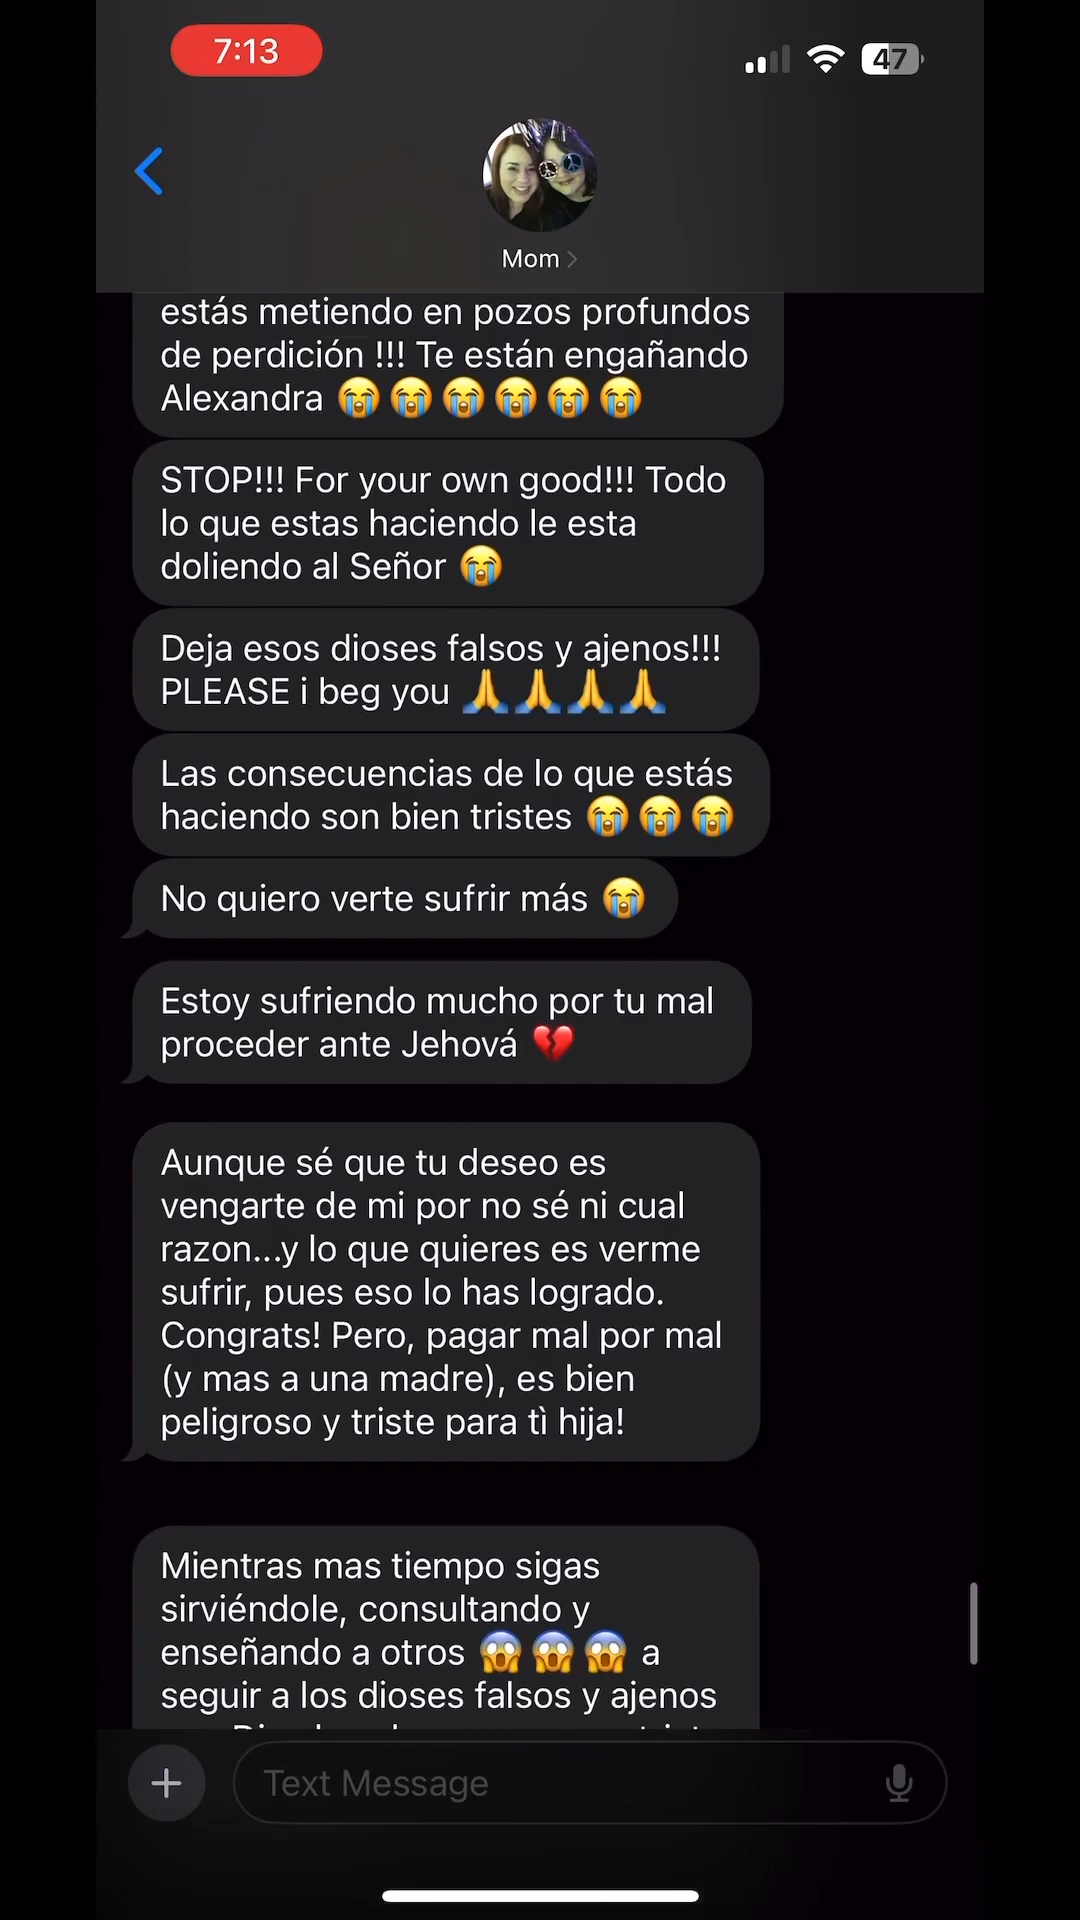 7:13
47
Mom
estás metiendo en pozos profundos
de perdición !!! Te están engañando
Alexandra 😭😭😭😭😭😭
STOP!!! For your own good!!! Todo
lo que estas haciendo le esta
doliendo al Señor 😭
Deja esos dioses falsos y ajenos!!!
PLEASE i beg you 🙏🙏🙏🙏
Las consecuencias de lo que estás
haciendo son bien tristes 😭😭😭
No quiero verte sufrir más 😭
Estoy sufriendo mucho por tu mal
proceder ante Jehová 💔
Aunque sé que tu deseo es
vengarte de mi por no sé ni cual
razon...y lo que quieres es verme
sufrir, pues eso lo has logrado.
Congrats! Pero, pagar mal por mal
(y mas a una madre), es bien
peligroso y triste para tì hija!
Mientras mas tiempo sigas
sirviéndole, consultando y
enseñando a otros 😱😱😱 a
seguir a los dioses falsos y ajenos
Text Message